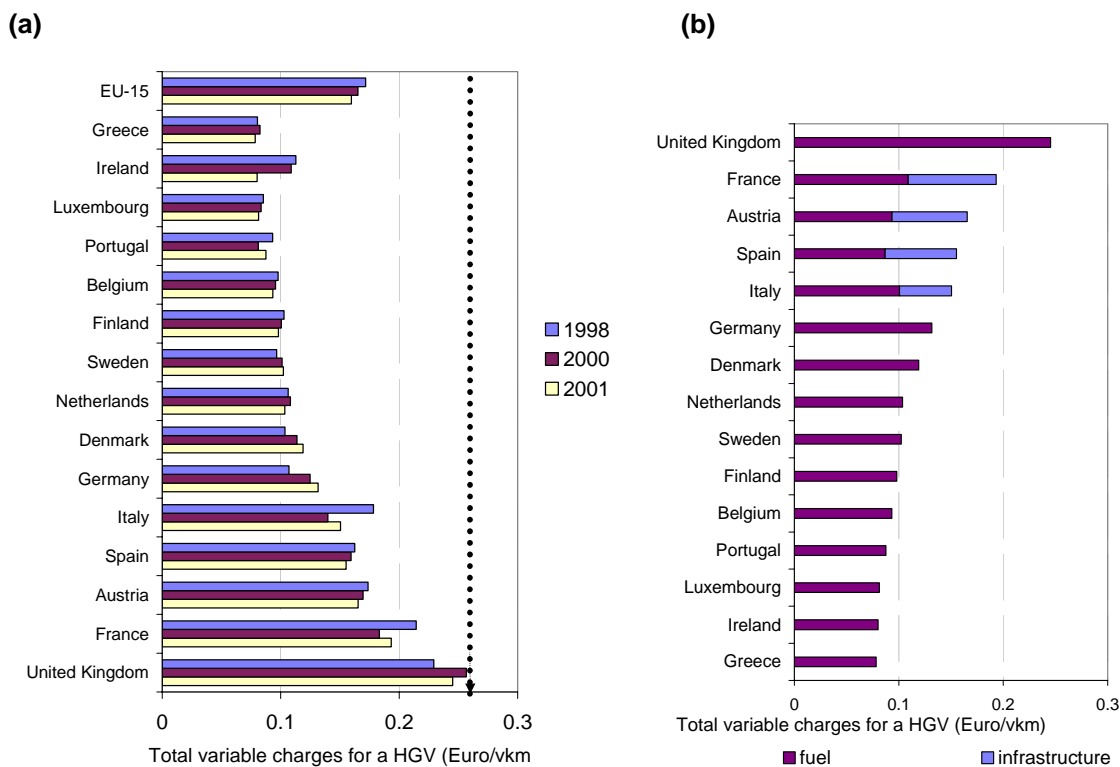 (a)
EU-15
Greece
Ireland
Luxembourg
Portugal
Belgium
Finland
Sweden
Netherlands
Denmark
Germany
Italy
Spain
Austria
France
United Kingdom
0 0.1 0.2 0.3
Total variable charges for a HGV (Euro/vkm
1998
2000
2001
(b)
United Kingdom
France
Austria
Spain
Italy
Germany
Denmark
Netherlands
Sweden
Finland
Belgium
Portugal
Luxembourg
Ireland
Greece
0 0.1 0.2 0.3
Total variable charges for a HGV (Euro/vkm)
fuel infrastructure